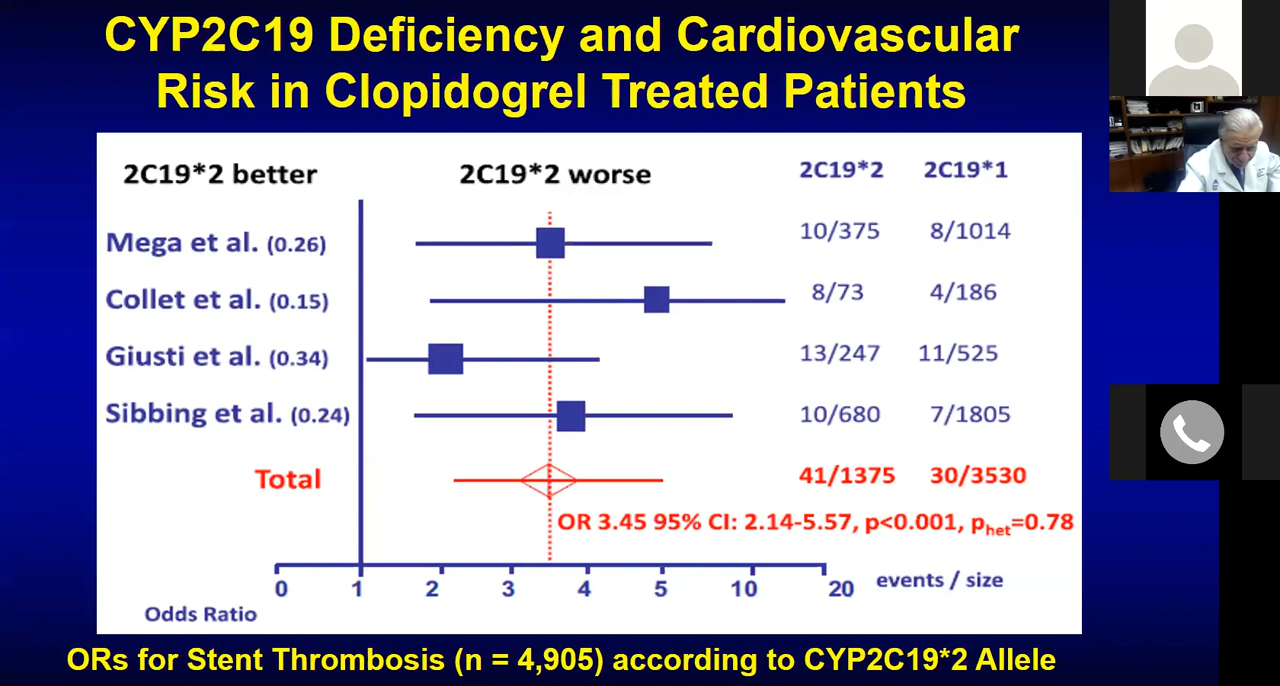 CYP2C19 Deficiency and Cardiovascular
Risk in Clopidogrel Treated Patients
2C19*2 better 2C19*2 worse 2C19*2 2C19*1
Mega et al. (0.26) 10/375 8/1014
Collet et al. (0.15) 8/73 4/186
Giusti et al. (0.34) 13/247 11/525
Sibbing et al. (0.24) 10/680 7/1805
Total 41/1375 30/3530
OR 3.45 95% CI: 2.14-5.57, p<0.001, phet=0.78
0 1 2 3 4 5 10 20 events / size
Odds Ratio
ORs for Stent Thrombosis (n = 4,905) according to CYP2C19*2 Allele